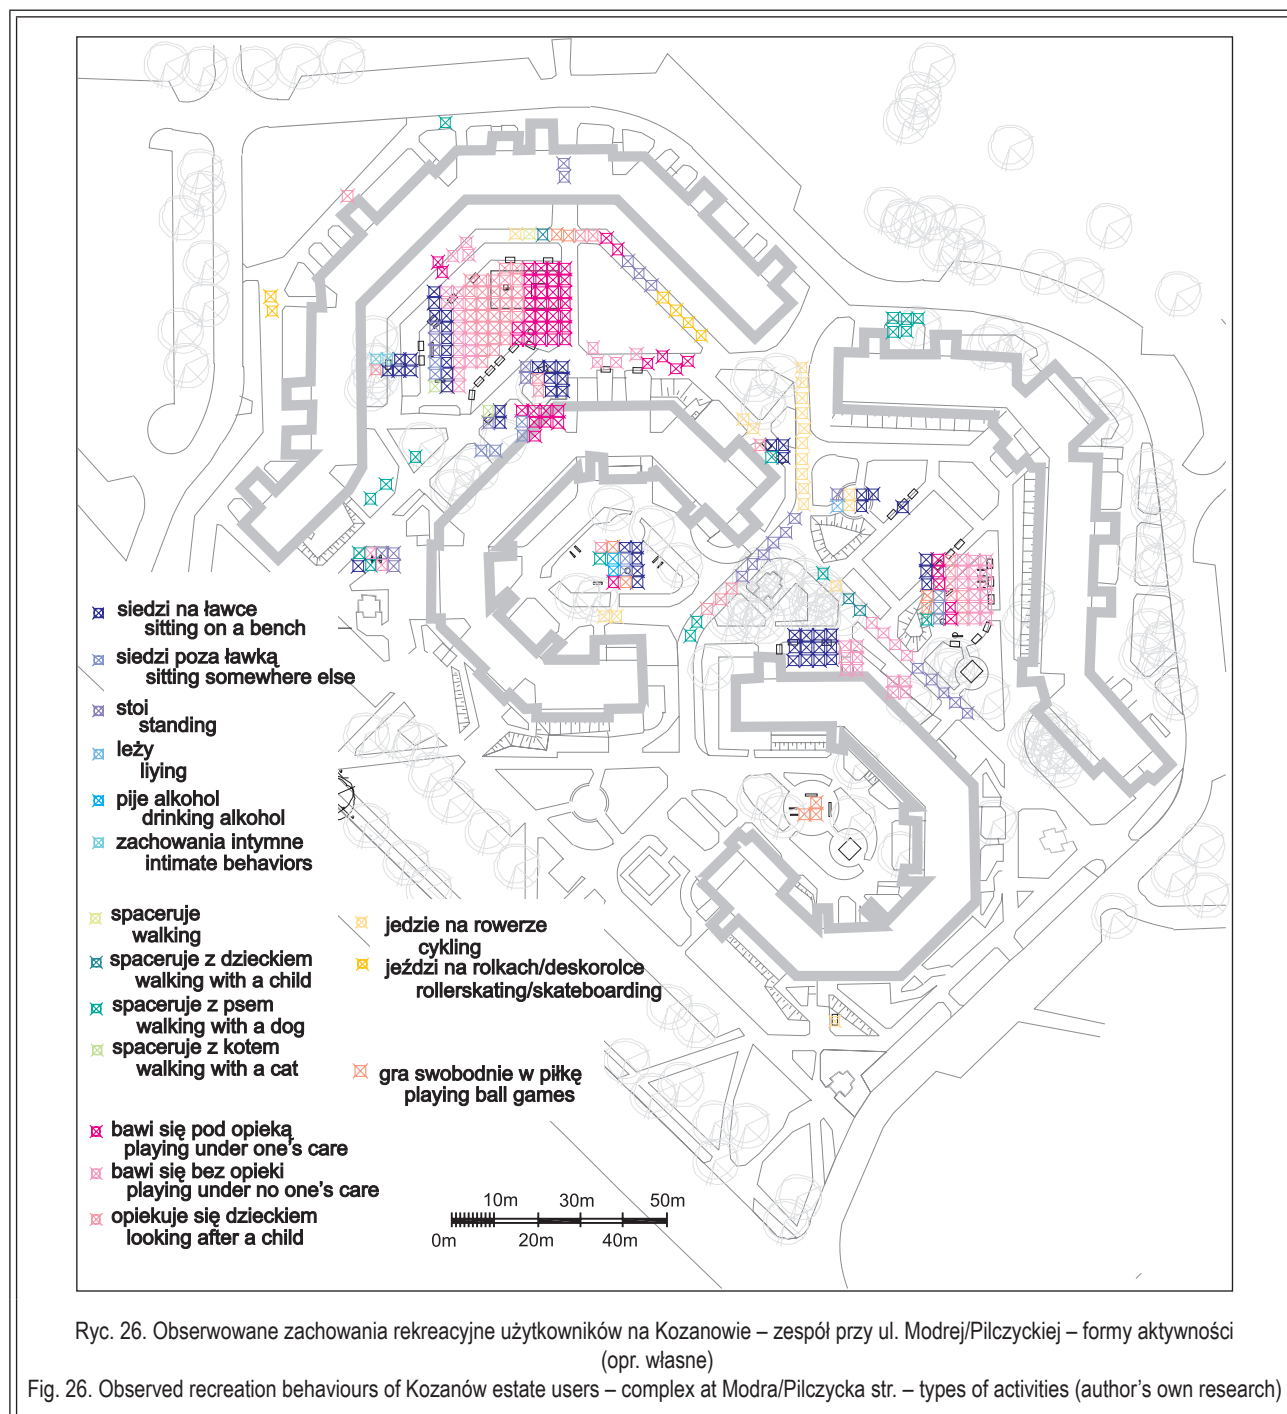 siedzi na ławce
sitting on a bench
siedzi poza ławką
sitting somewhere else
stoi
standing
leży
liying
pije alkohol
drinking alkohol
zachowania intymne
intimate behaviors
spaceruje
walking
spaceruje z dzieckiem
walking with a child
spaceruje z psem
walking with a dog
spaceruje z kotem
walking with a cat
bawi się pod opieką
playing under one's care
bawi się bez opieki
playing under no one's care
opiekuje się dzieckiem
looking after a child
jedzie na rowerze
cykling
jeździ na rolkach/deskorolce
rollerskating/skateboarding
gra swobodnie w piłkę
playing ball games
10m 30m 50m
0m 20m 40m
Ryc. 26. Obserwowane zachowania rekreacyjne użytkowników na Kozanowie – zespół przy ul. Modrej/Pilczyckiej – formy aktywności
(opr. własne)
Fig. 26. Observed recreation behaviours of Kozanów estate users – complex at Modra/Pilczycka str. – types of activities (author's own research)